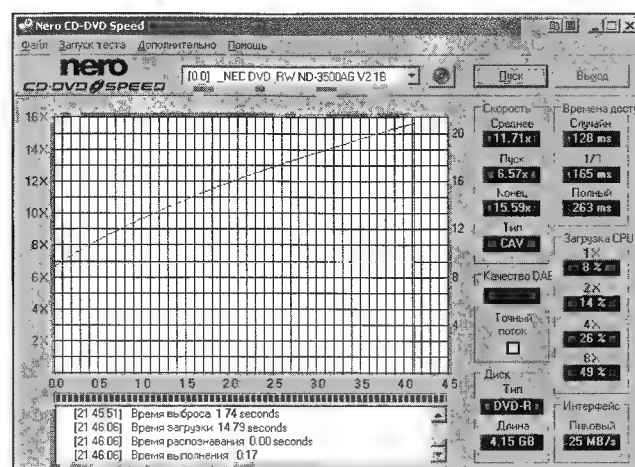 Nero CD-DVD Speed
Файл Запуск теста Дополнительно Помощь
nero
CD·DVD SPEED
[0:0] _NEC DVD_RW ND-3500AG V2.1B
Пуск
Выход
16X
14X
12X
10X
8X
6X
4X
2X
20
16
12
8
4
0.0 0.5 1.0 1.5 2.0 2.5 3.0 3.5 4.0 4.5
Скорость
Среднее
11.71x
Пуск
6.57x
Конец
15.59x
Тип
CAV
Времена досту
Случайн
128 ms
1/3
165 ms
Полный
263 ms
Качество DAE
Точный
поток
Загрузка CPU
1X
8 %
2X
14 %
4X
26 %
8X
49 %
Диск
Тип
DVD-R
Длина
4.15 GB
Интерфейс
Пиковый
25 MB/s
[21:45:51] Время выброса 1.74 seconds
[21:46:06] Время загрузки 14.79 seconds
[21:46:06] Время распознавания 0.00 seconds
[21:46:06] Время выполнения 0:17